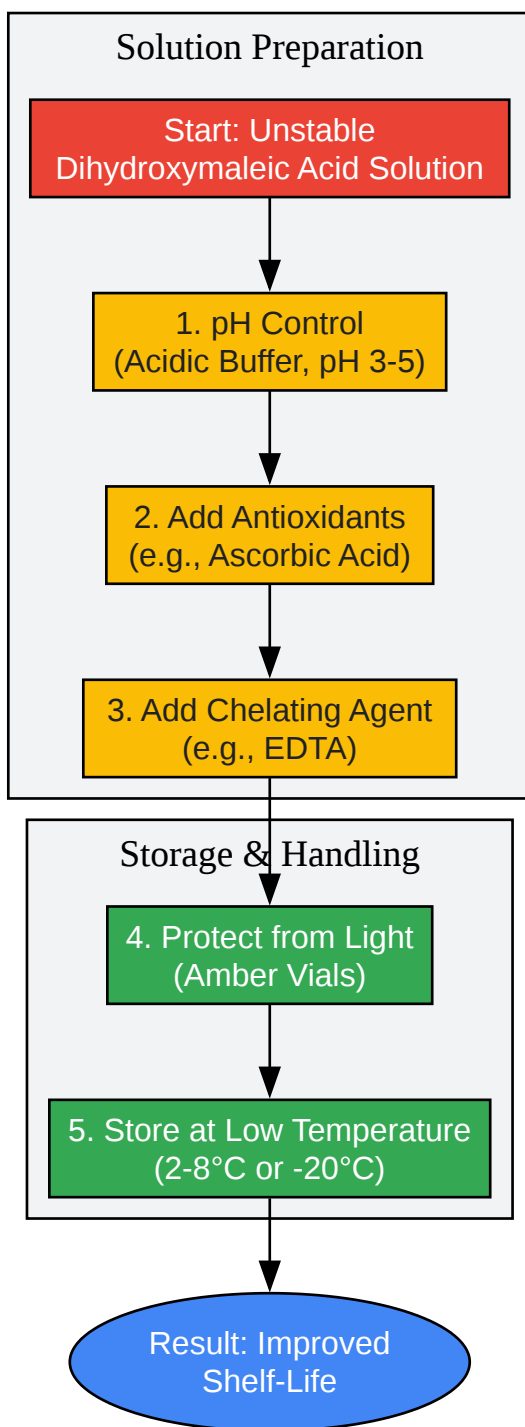 Solution Preparation
Start: Unstable
Dihydroxymaleic Acid Solution
1. pH Control
(Acidic Buffer, pH 3-5)
2. Add Antioxidants
(e.g., Ascorbic Acid)
3. Add Chelating Agent
(e.g., EDTA)
Storage & Handling
4. Protect from Light
(Amber Vials)
5. Store at Low Temperature
(2-8°C or -20°C)
Result: Improved
Shelf-Life